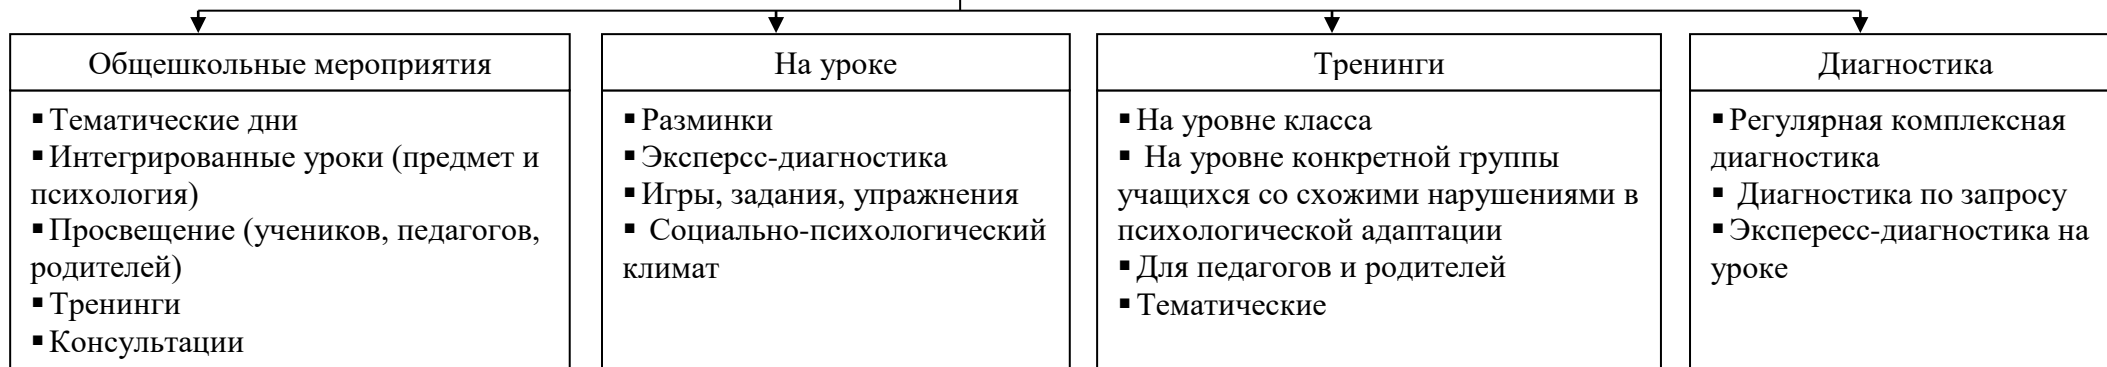 Общешкольные мероприятия
▪ Тематические дни
▪ Интегрированные уроки (предмет и
психология)
▪ Просвещение (учеников, педагогов,
родителей)
▪ Тренинги
▪ Консультации
На уроке
▪ Разминки
▪ Эксперсс-диагностика
▪ Игры, задания, упражнения
▪ Социально-психологический
климат
Тренинги
▪ На уровне класса
▪ На уровне конкретной группы
учащихся со схожими нарушениями в
психологической адаптации
▪ Для педагогов и родителей
▪ Тематические
Диагностика
▪ Регулярная комплексная
диагностика
▪ Диагностика по запросу
▪ Экспересс-диагностика на
уроке